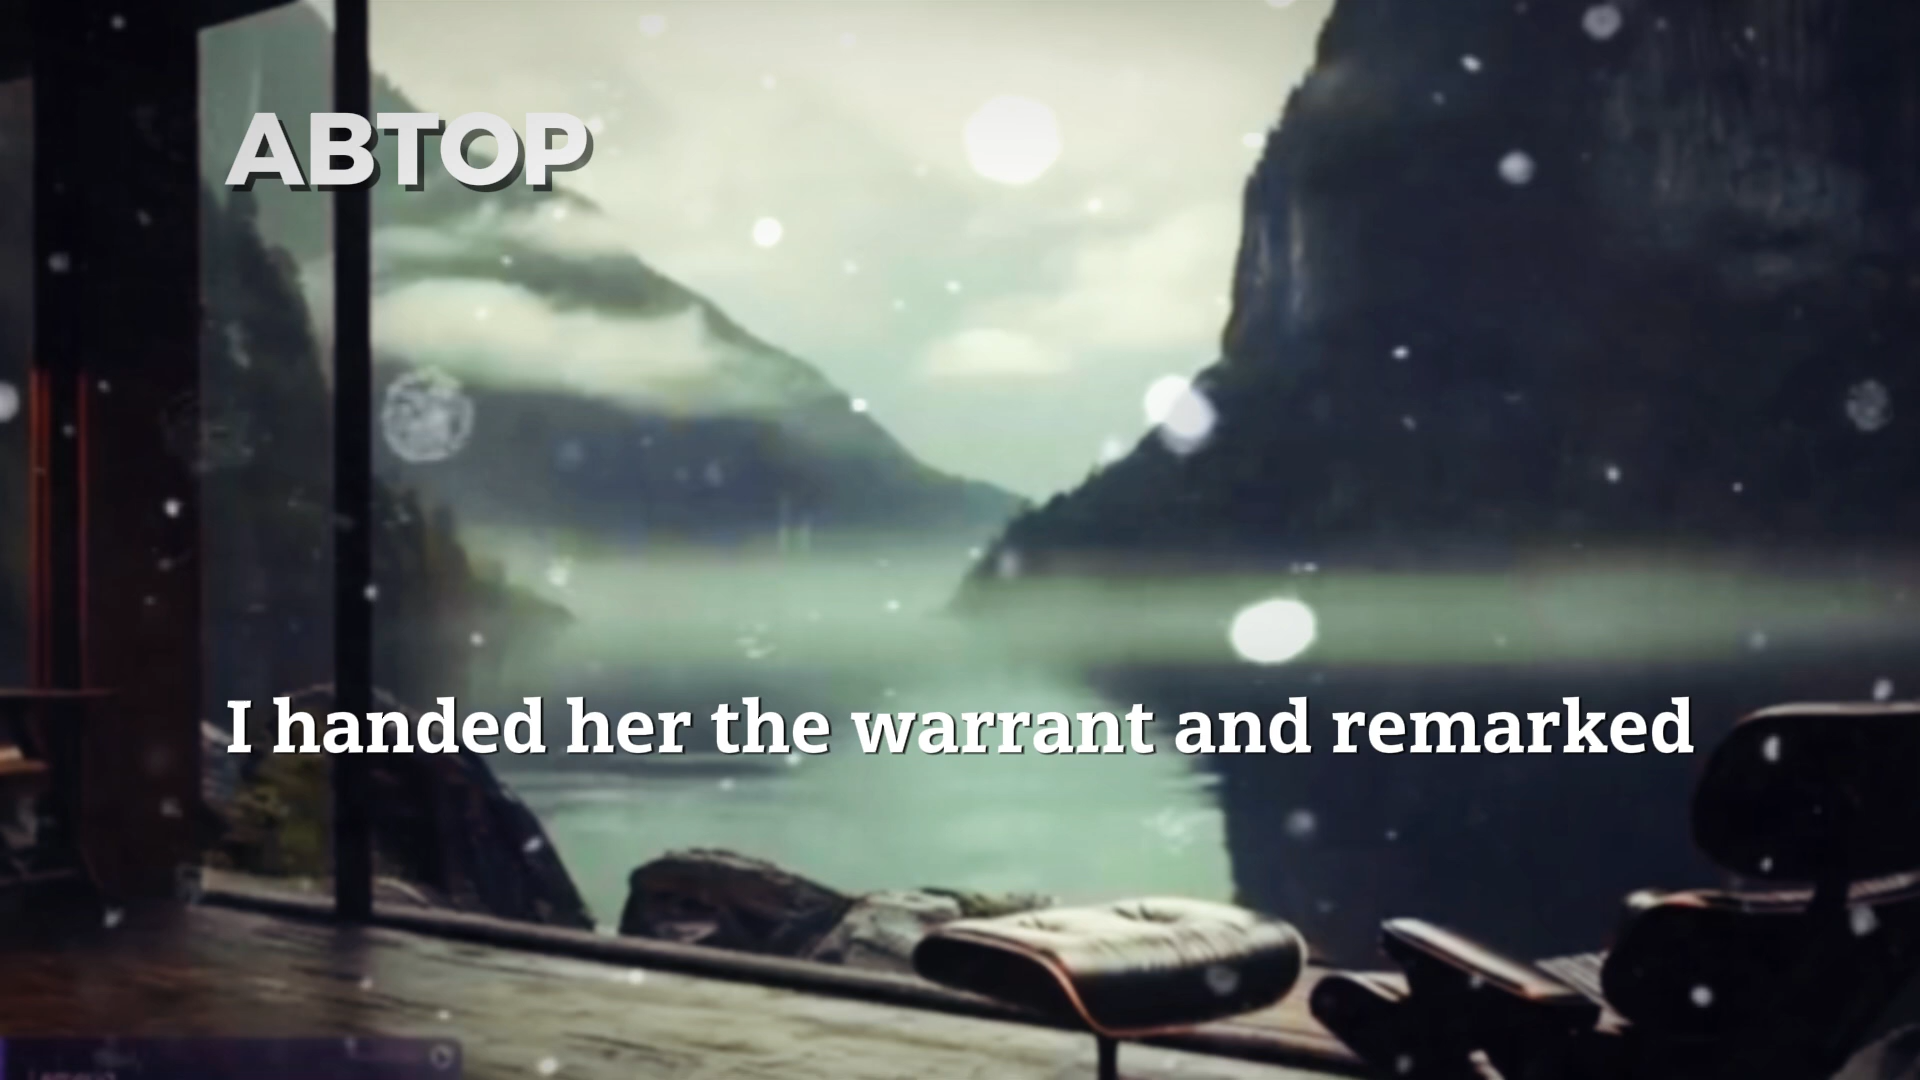 АВТОР
I handed her the warrant and remarked